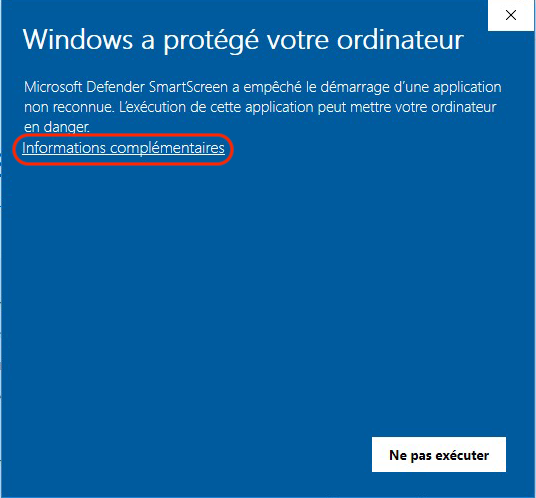 Windows a protégé votre ordinateur
Microsoft Defender SmartScreen a empêché le démarrage d'une application
non reconnue. L'exécution de cette application peut mettre votre ordinateur
en danger.
Informations complémentaires
Ne pas exécuter